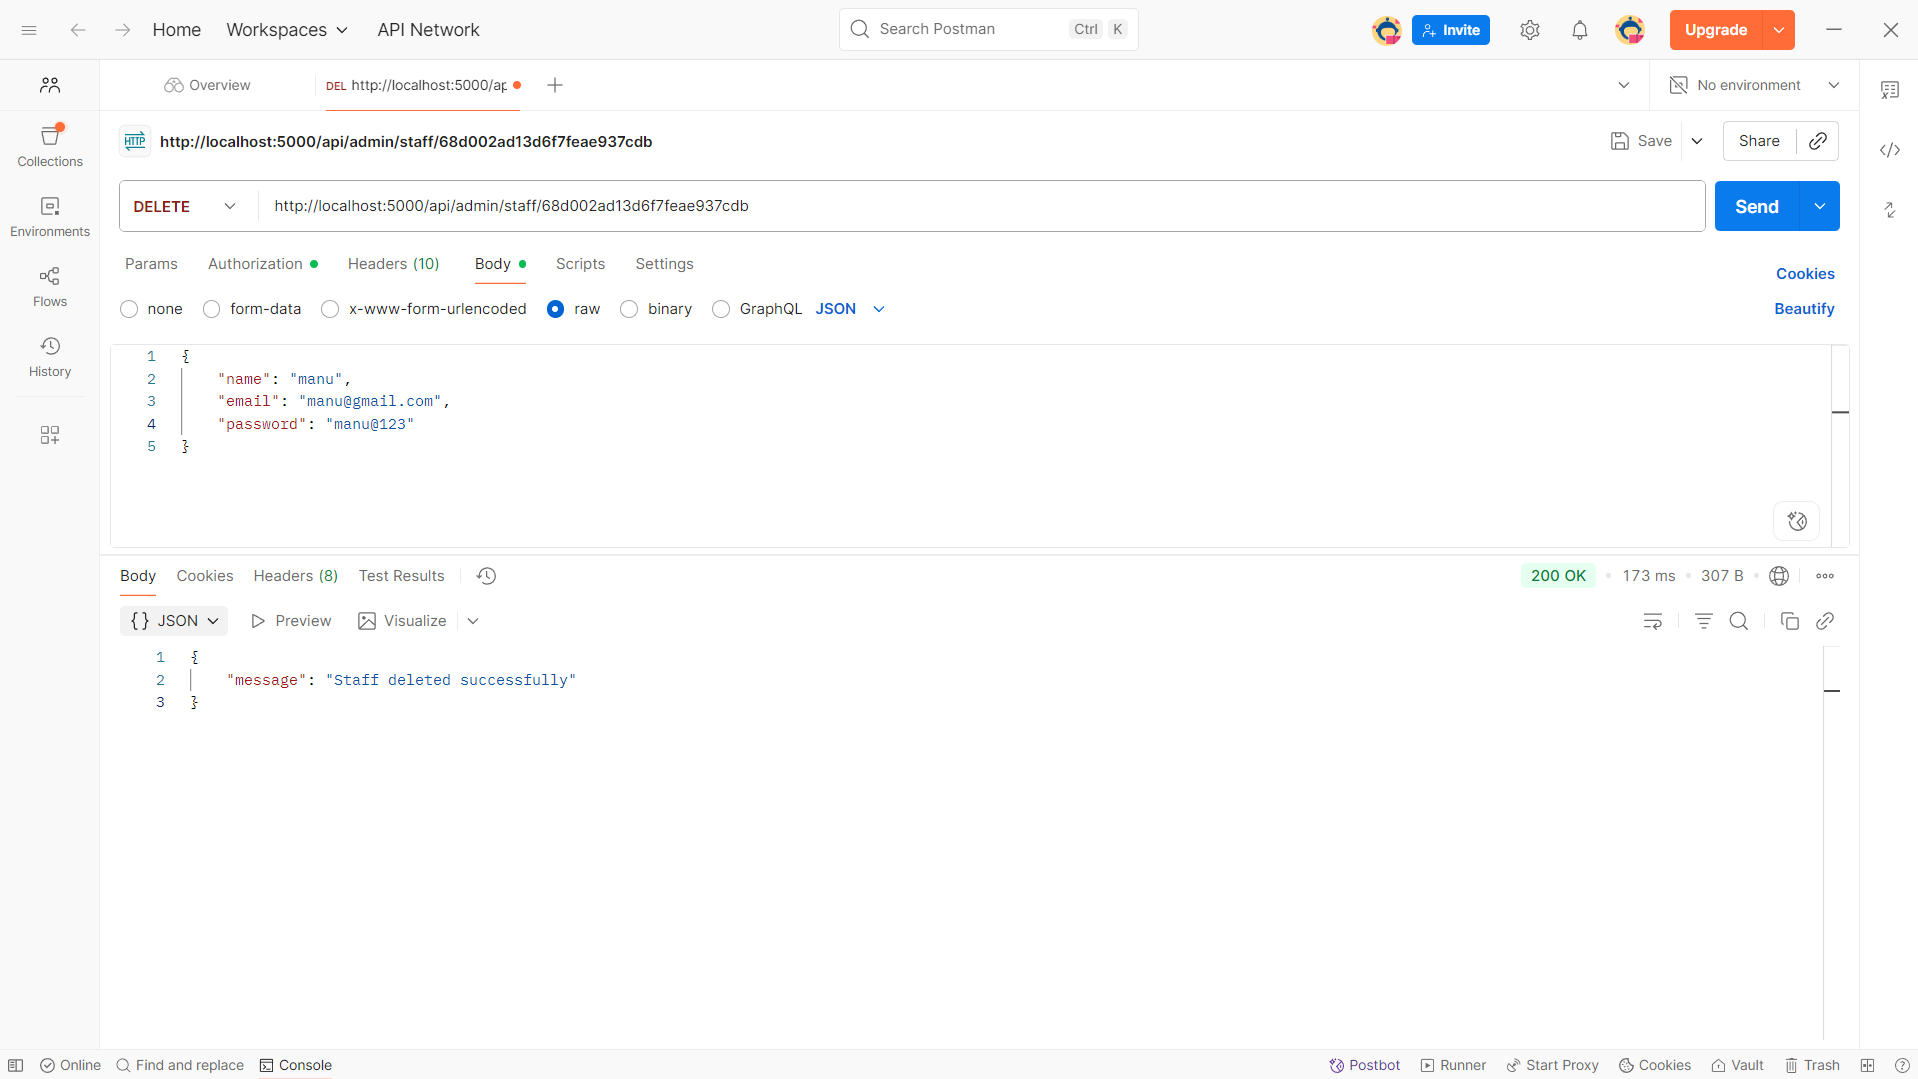 Home Workspaces API Network Search Postman Ctrl K Invite Upgrade
Overview DEL http://localhost:5000/ap No environment
HTTP http://localhost:5000/api/admin/staff/68d002ad13d6f7feae937cdb Save Share
Collections
Environments
Flows
History
DELETE http://localhost:5000/api/admin/staff/68d002ad13d6f7feae937cdb Send
Params Authorization Headers (10) Body Scripts Settings Cookies
none form-data x-www-form-urlencoded raw binary GraphQL JSON Beautify
1 {
2 "name": "manu",
3 "email": "manu@gmail.com",
4 "password": "manu@123"
5 }
Body Cookies Headers (8) Test Results 200 OK • 173 ms • 307 B •
{} JSON Preview Visualize
1 {
2 "message": "Staff deleted successfully"
3 }
Online Find and replace Console Postbot Runner Start Proxy Cookies Vault Trash